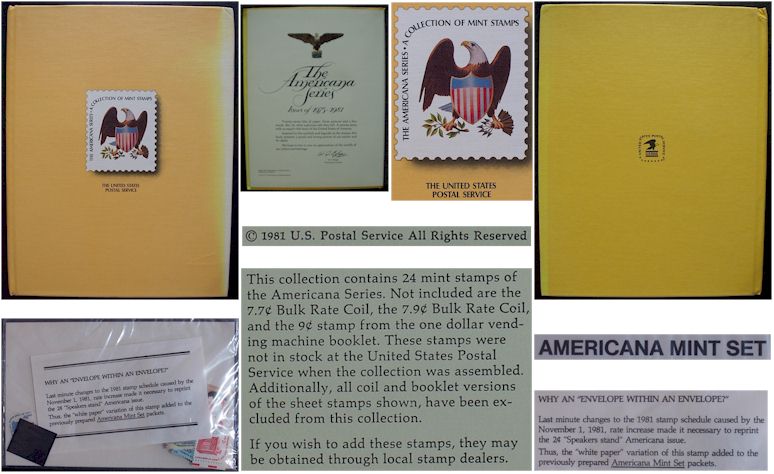 A COLLECTION OF MINT STAMPS
THE AMERICANA SERIES •
THE UNITED STATES
POSTAL SERVICE
The
Americana
Series
Issues of 1975-1981
THE AMERICANA SERIES • A COLLECTION OF MINT STAMPS
THE UNITED STATES
POSTAL SERVICE
© 1981 U.S. Postal Service All Rights Reserved
This collection contains 24 mint stamps of
the Americana Series. Not included are the
7.7¢ Bulk Rate Coil, the 7.9¢ Bulk Rate Coil,
and the 9¢ stamp from the one dollar vend-
ing machine booklet. These stamps were
not in stock at the United States Postal
Service when the collection was assembled.
Additionally, all coil and booklet versions
of the sheet stamps shown, have been ex-
cluded from this collection.
If you wish to add these stamps, they may
be obtained through local stamp dealers.
UNITED STATES POSTAL SERVICE
WHY AN "ENVELOPE WITHIN AN ENVELOPE?"
Last minute changes to the 1981 stamp schedule caused by the
November 1, 1981, rate increase made it necessary to reprint
the 2¢ "Speakers stand" Americana issue.
Thus, the "white paper" variation of this stamp added to the
previously prepared Americana Mint Set packets.
AMERICANA MINT SET
WHY AN "ENVELOPE WITHIN AN ENVELOPE?"
Last minute changes to the 1981 stamp schedule caused by the
November 1, 1981, rate increase made it necessary to reprint
the 2¢ "Speakers stand" Americana issue.
Thus, the "white paper" variation of this stamp added to the
previously prepared Americana Mint Set packets.